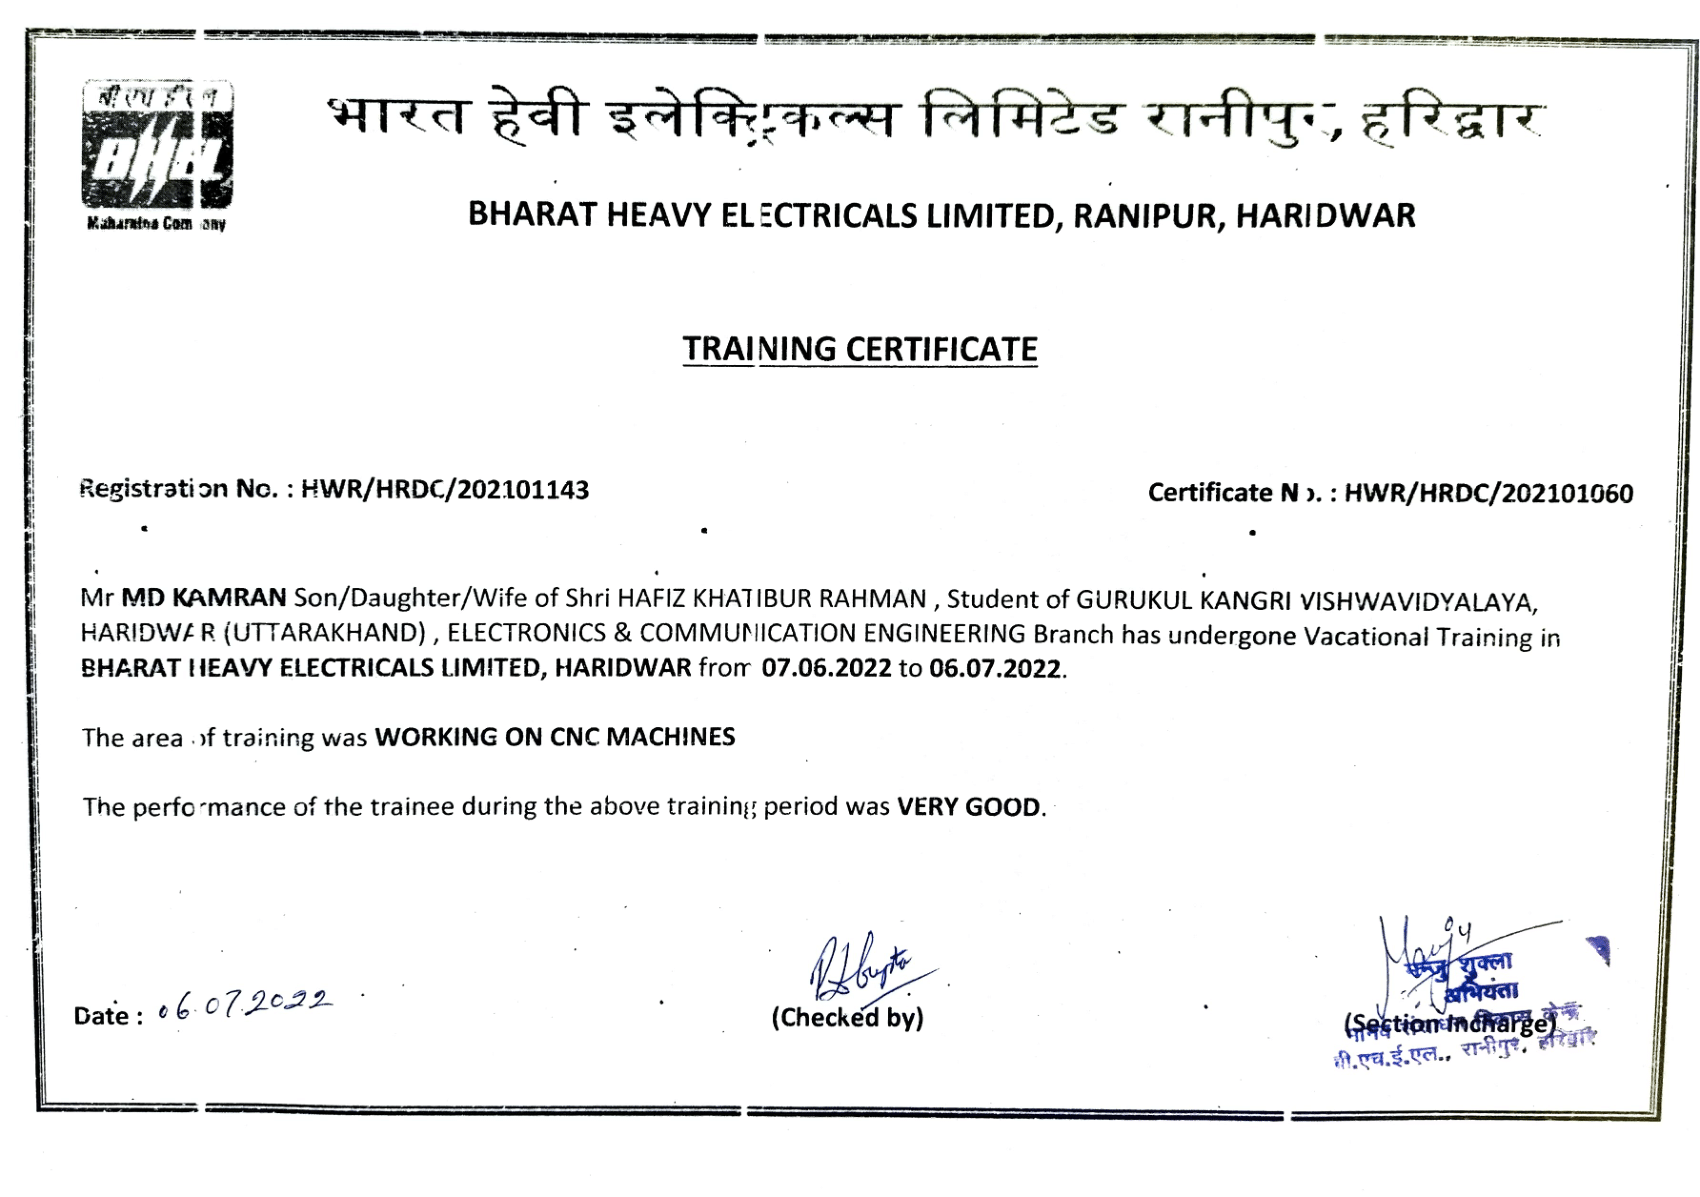 बी एच ई एल
BHEL
Maharatna Company
भारत हेवी इलेक्ट्रिकल्स लिमिटेड रानीपुर, हरिद्वार
BHARAT HEAVY ELECTRICALS LIMITED, RANIPUR, HARIDWAR
TRAINING CERTIFICATE
Registration No. : HWR/HRDC/202101143
Certificate No. : HWR/HRDC/202101060
Mr MD KAMRAN Son/Daughter/Wife of Shri HAFIZ KHATIBUR RAHMAN , Student of GURUKUL KANGRI VISHWAVIDYALAYA,
HARIDWAR (UTTARAKHAND) , ELECTRONICS & COMMUNICATION ENGINEERING Branch has undergone Vacational Training in
BHARAT HEAVY ELECTRICALS LIMITED, HARIDWAR from 07.06.2022 to 06.07.2022.
The area of training was WORKING ON CNC MACHINES
The performance of the trainee during the above training period was VERY GOOD.
Date : 06.07.2022
(Checked by)
मन्जु शुक्ला
अभियंता
(Section Incharge)
मानव संसाधन विकास केन्द्र
बी.एच.ई.एल., रानीपुर, हरिद्वार